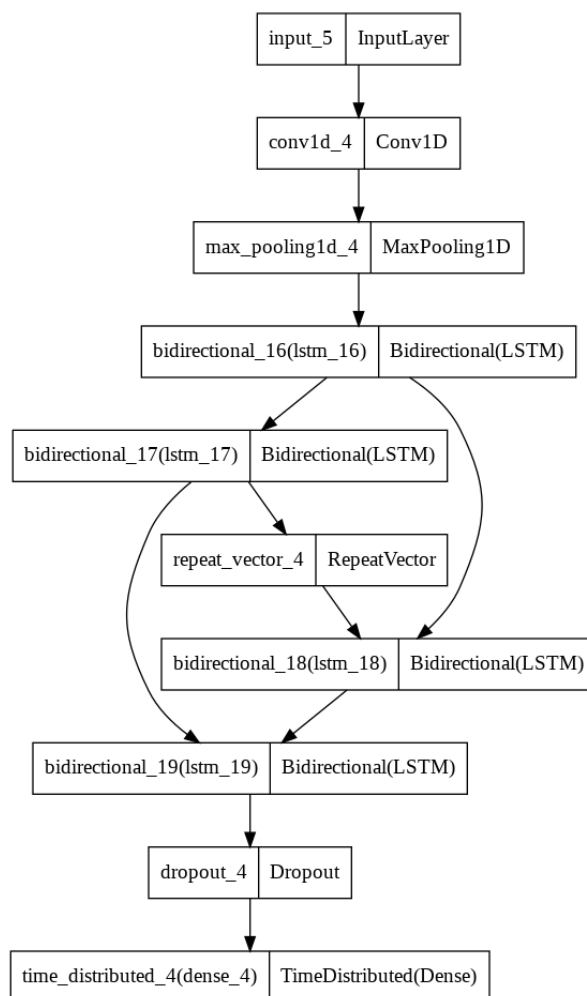 input_5 InputLayer
conv1d_4 Conv1D
max_pooling1d_4 MaxPooling1D
bidirectional_16(lstm_16) Bidirectional(LSTM)
bidirectional_17(lstm_17) Bidirectional(LSTM)
repeat_vector_4 RepeatVector
bidirectional_18(lstm_18) Bidirectional(LSTM)
bidirectional_19(lstm_19) Bidirectional(LSTM)
dropout_4 Dropout
time_distributed_4(dense_4) TimeDistributed(Dense)